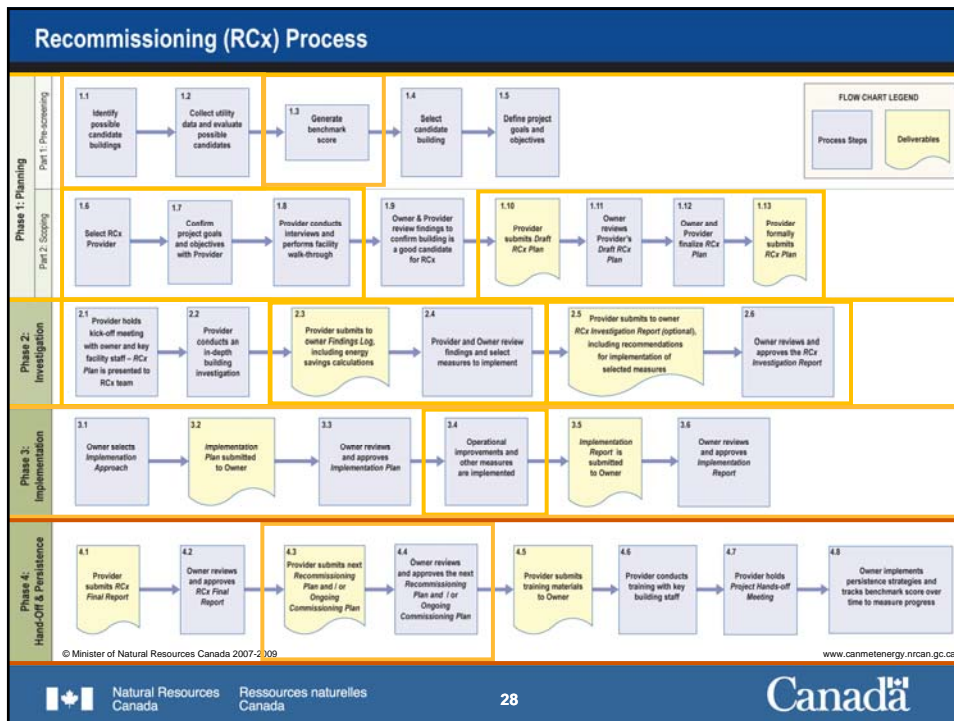 Recommissioning (RCx) Process
Phase 1: Planning
Part 1: Pre-screening
1.1
Identify
possible
candidate
buildings
1.2
Collect utility
data and evaluate
possible
candidates
1.3
Generate
benchmark
score
1.4
Select
candidate
building
1.5
Define project
goals and
objectives
FLOW CHART LEGEND
Process Steps
Deliverables
Part 2: Scoping
1.6
Select RCx
Provider
1.7
Confirm
project goals
and objectives
with Provider
1.8
Provider conducts
interviews and
performs facility
walk-through
1.9
Owner & Provider
review findings to
confirm building is
a good candidate
for RCx
1.10
Provider
submits Draft
RCx Plan
1.11
Owner
reviews
Provider's
Draft RCx
Plan
1.12
Owner and
Provider
finalize RCx
Plan
1.13
Provider
formally
submits
RCx Plan
Phase 2:
Investigation
2.1
Provider holds
kick-off meeting
with owner and key
facility staff – RCx
Plan is presented to
RCx team
2.2
Provider
conducts an
in-depth
building
investigation
2.3
Provider submits to
owner Findings Log,
including energy
savings calculations
2.4
Provider and Owner review
findings and select
measures to implement
2.5
Provider submits to owner
RCx Investigation Report (optional),
including recommendations
for implementation of
selected measures
2.6
Owner reviews and
approves the RCx
Investigation Report
Phase 3:
Implementation
3.1
Owner selects
Implemenation
Approach
3.2
Implementation
Plan submitted
to Owner
3.3
Owner reviews
and approves
Implementation Plan
3.4
Operational
improvements and
other measures
are implemented
3.5
Implementation
Report is
submitted
to Owner
3.6
Owner reviews
and approves
Implementation
Report
Phase 4:
Hand-Off & Persistence
4.1
Provider
submits RCx
Final Report
4.2
Owner reviews
and approves
RCx Final
Report
4.3
Provider submits next
Recommissioning
Plan and / or
Ongoing
Commissioning Plan
4.4
Owner reviews
and approves the next
Recommissioning
Plan and / or
Ongoing
Commissioning Plan
4.5
Provider submits
training materials
to Owner
4.6
Provider conducts
training with key
building staff
4.7
Provider holds
Project Hands-off
Meeting
4.8
Owner implements
persistence strategies and
tracks benchmark score over
time to measure progress
© Minister of Natural Resources Canada 2007-2009
www.canmetenergy.nrcan.gc.ca
Natural Resources
Canada
Ressources naturelles
Canada
28
Canada